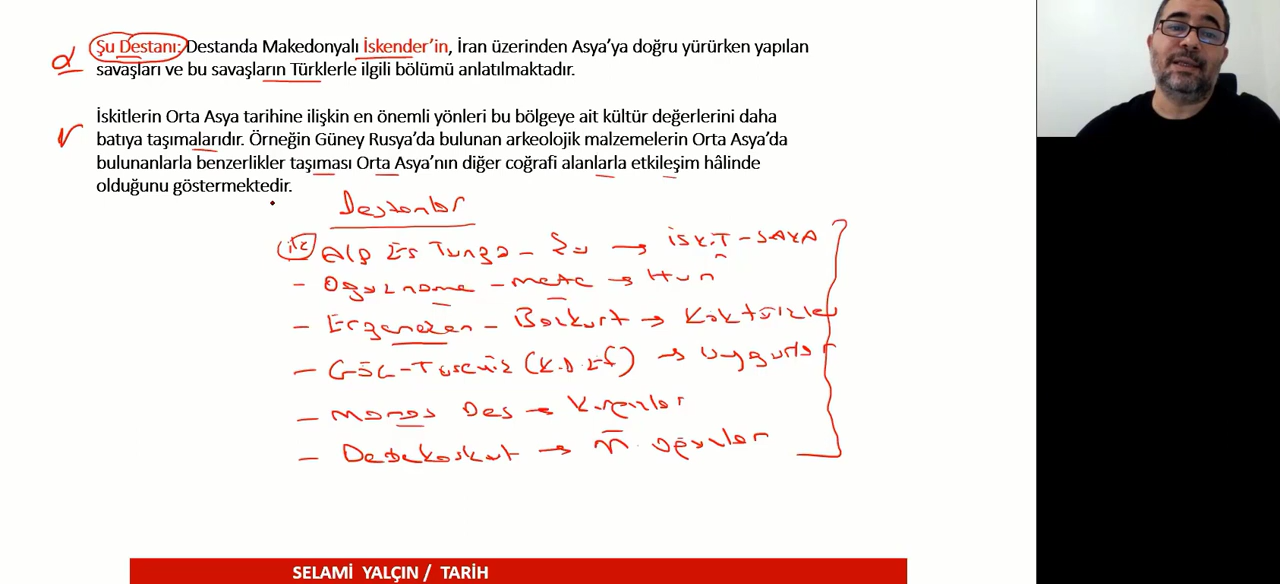 Şu Destanı: Destanda Makedonyalı İskender’in, İran üzerinden Asya’ya doğru yürürken yapılan
savaşları ve bu savaşların Türklerle ilgili bölümü anlatılmaktadır.
İskitlerin Orta Asya tarihine ilişkin en önemli yönleri bu bölgeye ait kültür değerlerini daha
batıya taşımalarıdır. Örneğin Güney Rusya’da bulunan arkeolojik malzemelerin Orta Asya’da
bulunanlarla benzerlikler taşıması Orta Asya’nın diğer coğrafi alanlarla etkileşim hâlinde
olduğunu göstermektedir.
Destanlar
ilk Alp Er Tunga - Şu → İSKİT - SAKA
- Oğuzname - mete → Hun
- Ergenekon - Bozkurt → Köktürkler
- Göç - Türeyiş → Uygurlar
- Manas Des → Kırgızlar
- Dedekorkut → Oğuzlar
SELAMİ YALÇIN / TARİH